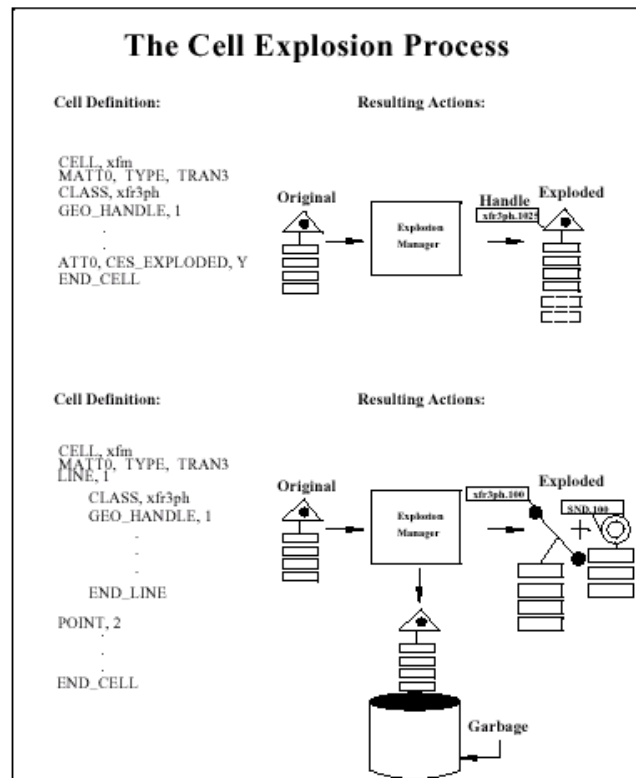 The Cell Explosion Process
Cell Definition:
Resulting Actions:
CELL, xfm
MATT0, TYPE, TRAN3
CLASS, xfr3ph
GEO_HANDLE, 1
.
.
ATT0, CES_EXPLODED, Y
END_CELL
Original
Explosion
Manager
Handle
Exploded
xfr3ph.1025
Cell Definition:
Resulting Actions:
CELL, xfm
MATT0, TYPE, TRAN3
LINE, 1
CLASS, xfr3ph
GEO_HANDLE, 1
.
.
.
END_LINE
POINT, 2
.
.
.
END_CELL
Original
Explosion
Manager
xfr3ph.100
Exploded
SND.100
Garbage